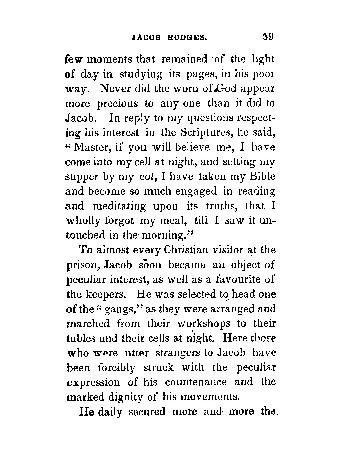 JACOB HODGES. 39
few moments that remained of the light
of day in studying its pages, in his poor
way. Never did the word of God appear
more precious to any one than it did to
Jacob. In reply to my questions respect-
ing his interest in the Scriptures, he said,
“ Master, if you will believe me, I have
come into my cell at night, and setting my
supper by my cot, I have taken my Bible
and become so much engaged in reading
and meditating upon its truths, that I
wholly forgot my meal, till I saw it un-
touched in the morning.”
To almost every Christian visitor at the
prison, Jacob soon became an object of
peculiar interest, as well as a favourite of
the keepers. He was selected to head one
of the “ gangs,” as they were arranged and
marched from their workshops to their
tables and their cells at night. Here those
who were utter strangers to Jacob have
been forcibly struck with the peculiar
expression of his countenance and the
marked dignity of his movements.
He daily secured more and more the